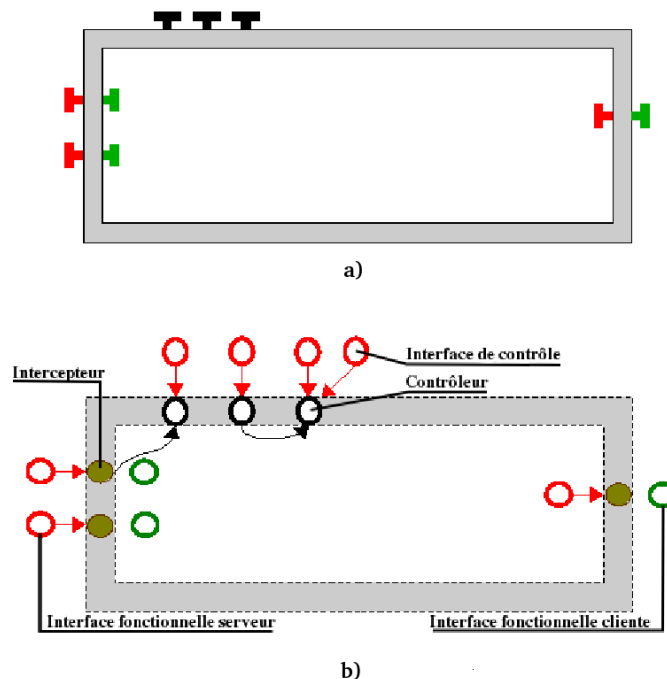 a)
Interface de contrôle
Intercepteur
Contrôleur
Interface fonctionnelle serveur
Interface fonctionnelle cliente
b)